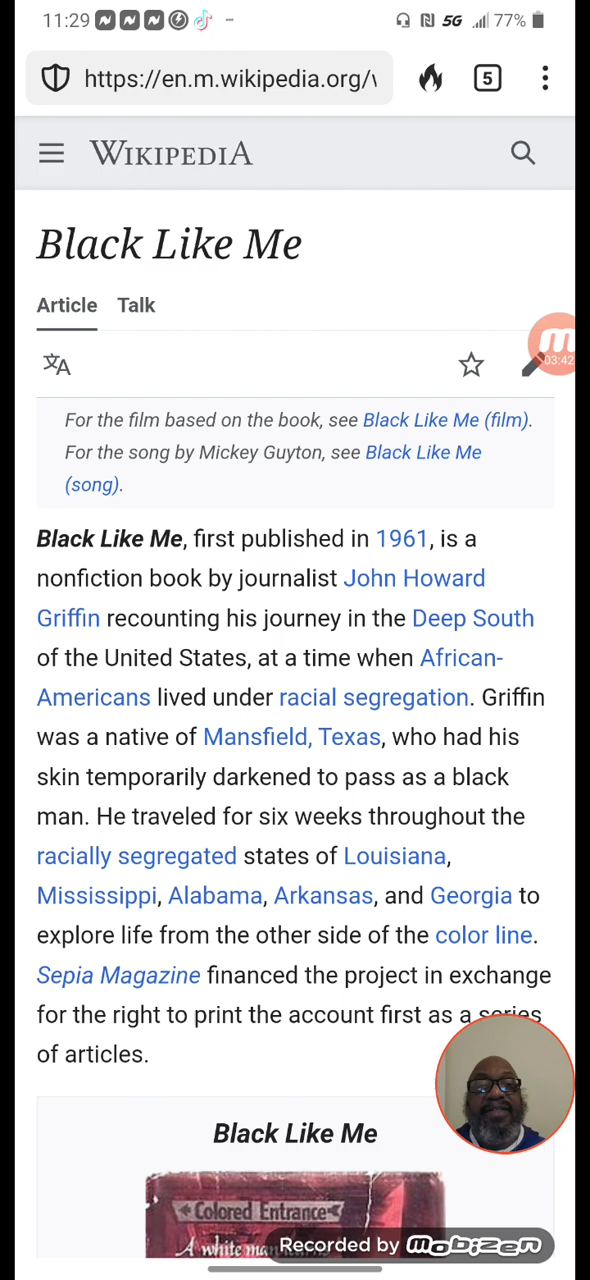 11:29
5G
77%
https://en.m.wikipedia.org/w
5
WIKIPEDIA
Black Like Me
Article Talk
03:42
For the film based on the book, see Black Like Me (film).
For the song by Mickey Guyton, see Black Like Me
(song).
Black Like Me, first published in 1961, is a
nonfiction book by journalist John Howard
Griffin recounting his journey in the Deep South
of the United States, at a time when African-
Americans lived under racial segregation. Griffin
was a native of Mansfield, Texas, who had his
skin temporarily darkened to pass as a black
man. He traveled for six weeks throughout the
racially segregated states of Louisiana,
Mississippi, Alabama, Arkansas, and Georgia to
explore life from the other side of the color line.
Sepia Magazine financed the project in exchange
for the right to print the account first as a series
of articles.
Black Like Me
Colored Entrance
A white man
Recorded by mobizen